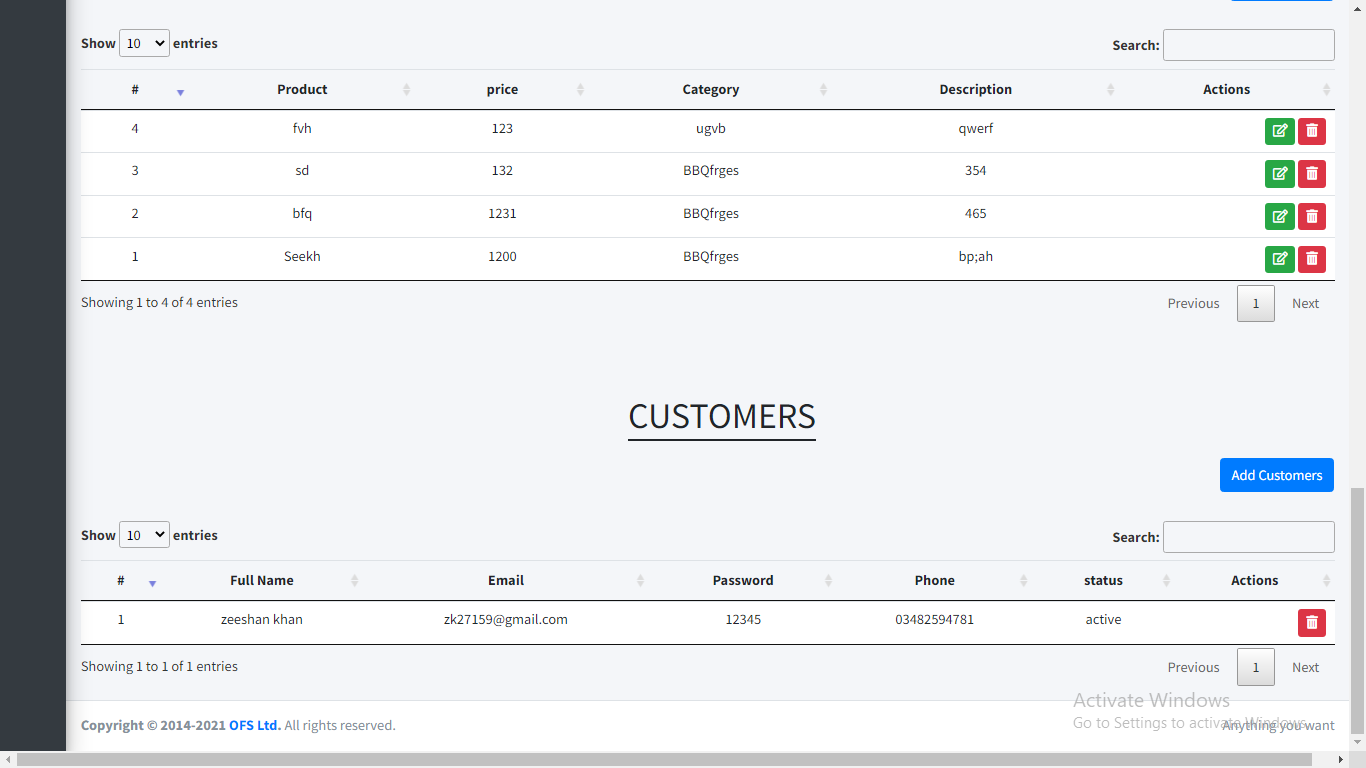 Show 10 entries Search:
# Product price Category Description Actions
4 fvh 123 ugvb qwerf
3 sd 132 BBQfrges 354
2 bfq 1231 BBQfrges 465
1 Seekh 1200 BBQfrges bp;ah
Showing 1 to 4 of 4 entries Previous 1 Next
CUSTOMERS
Add Customers
Show 10 entries Search:
# Full Name Email Password Phone status Actions
1 zeeshan khan zk27159@gmail.com 12345 03482594781 active
Showing 1 to 1 of 1 entries Previous 1 Next
Activate Windows
Go to Settings to activate Windows.
Copyright © 2014-2021 OFS Ltd. All rights reserved. Anything you want